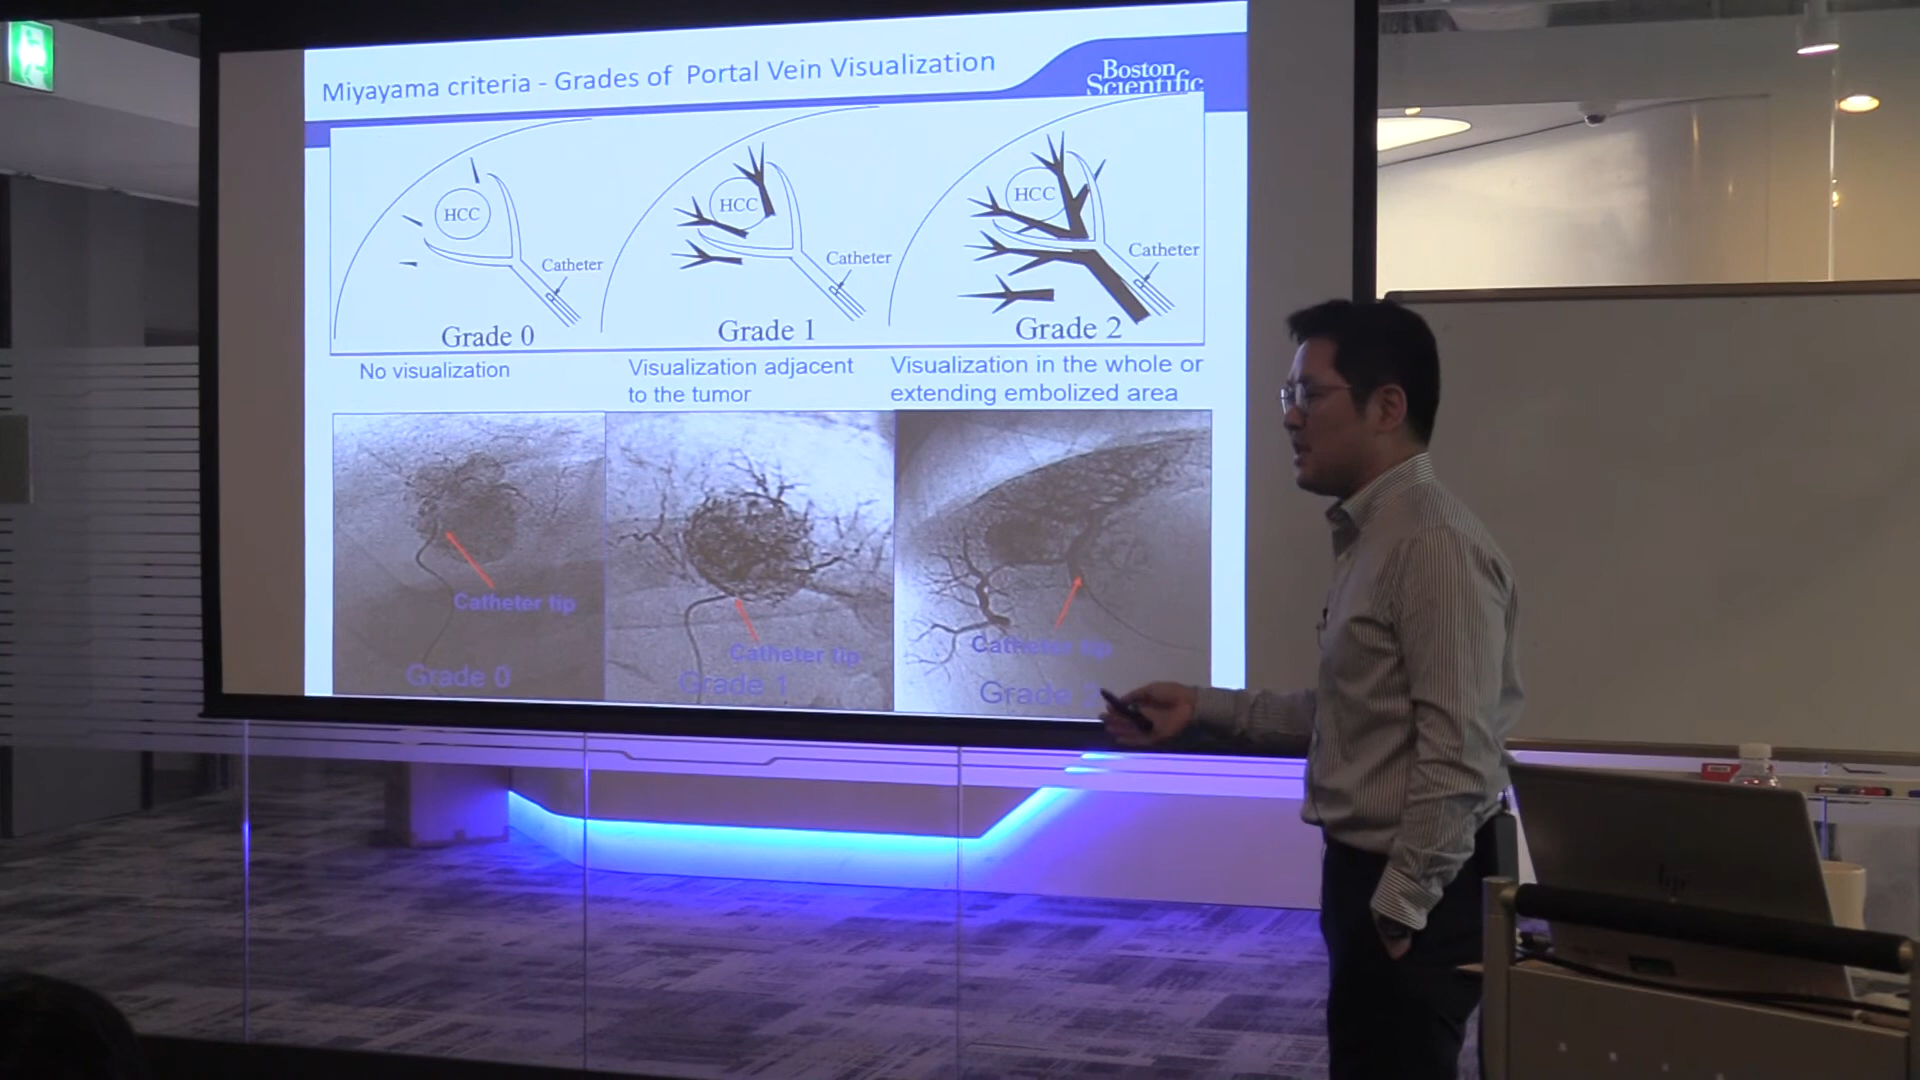 Miyayama criteria - Grades of Portal Vein Visualization
Boston
Scientific
HCC
Catheter
Grade 0
HCC
Catheter
Grade 1
HCC
Catheter
Grade 2
No visualization
Visualization adjacent
to the tumor
Visualization in the whole or
extending embolized area
Catheter tip
Grade 0
Catheter tip
Grade 1
Catheter tip
Grade 2
hp